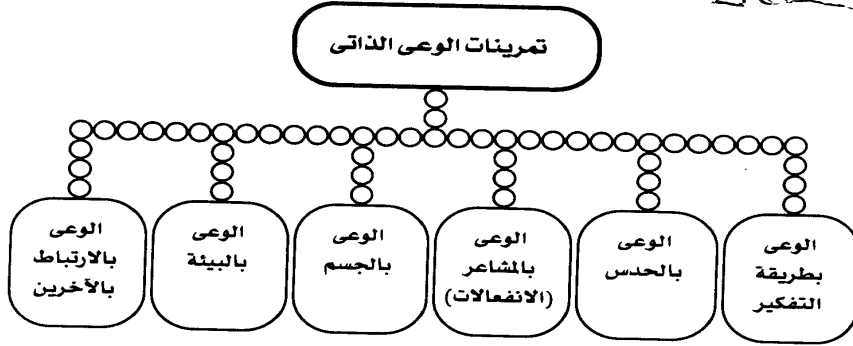 تمرينات الوعى الذاتى
الوعى
بطريقة
التفكير
الوعى
بالحدس
الوعى
بالمشاعر
(الانفعالات)
الوعى
بالجسم
الوعى
بالبيئة
الوعى
بالارتباط
بالآخرين